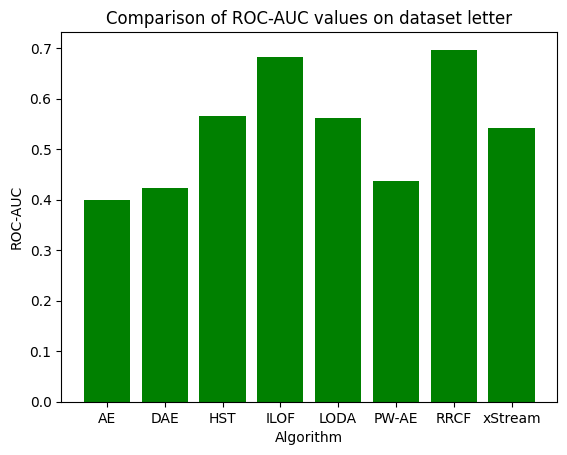 Comparison of ROC-AUC values on dataset letter
ROC-AUC
0.7
0.6
0.5
0.4
0.3
0.2
0.1
0.0
AE DAE HST ILOF LODA PW-AE RRCF xStream
Algorithm